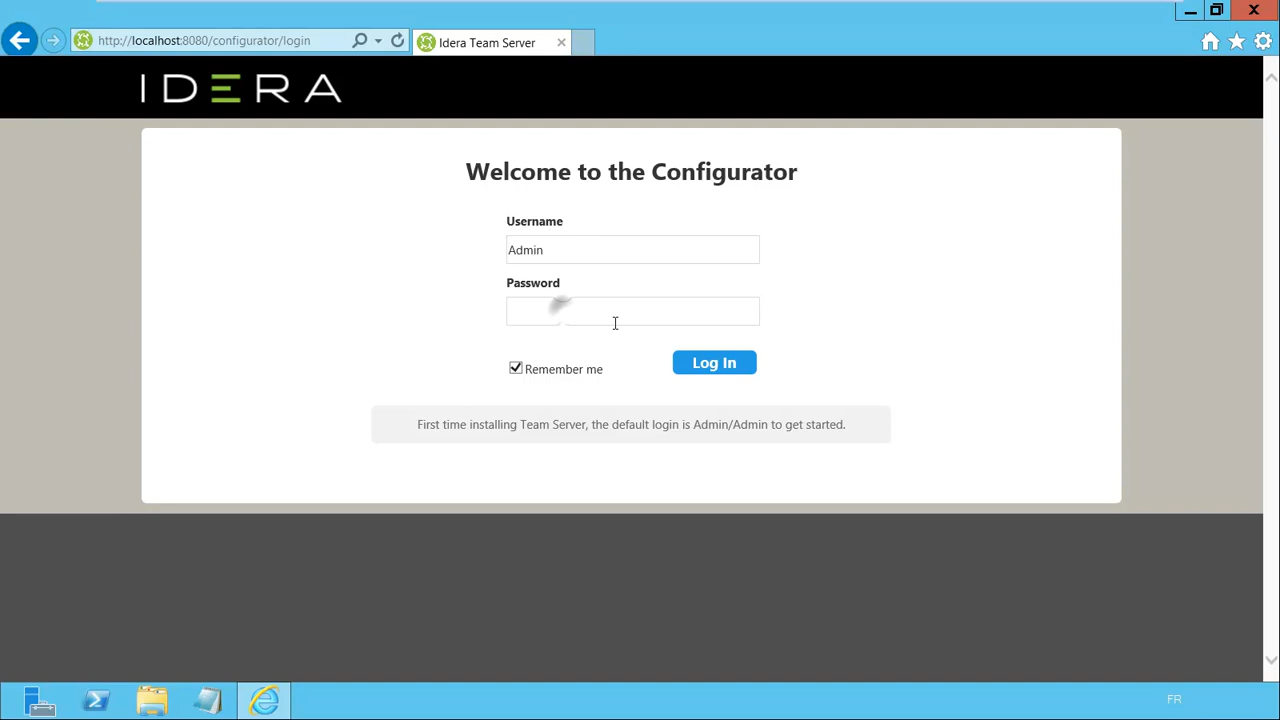 http://localhost:8080/configurator/login
Idera Team Server
IDERA
Welcome to the Configurator
Username
Admin
Password
Remember me
Log In
First time installing Team Server, the default login is Admin/Admin to get started.
FR